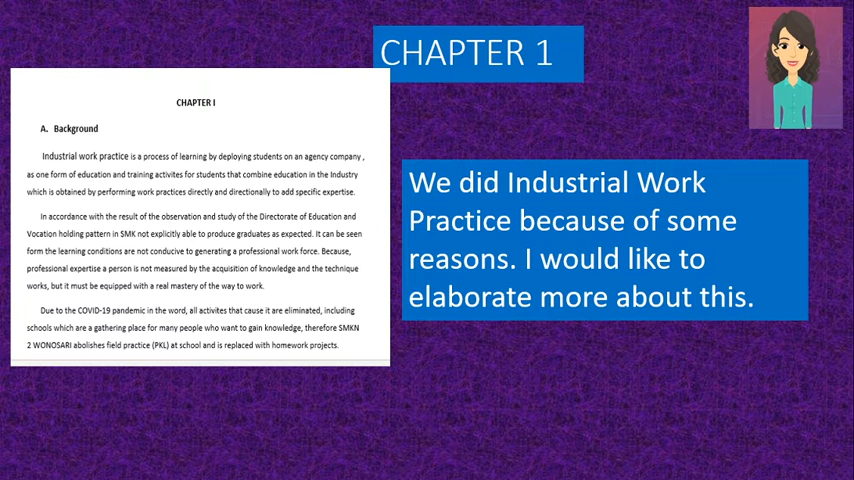 CHAPTER 1
CHAPTER I
A. Background
Industrial work practice is a process of learning by deploying students on an agency company ,
as one form of education and training activites for students that combine education in the Industry
which is obtained by performing work practices directly and directionally to add specific expertise.
In accordance with the result of the observation and study of the Directorate of Education and
Vocation holding pattern in SMK not explicitly able to produce graduates as expected. It can be seen
form the learning conditions are not conducive to generating a professional work force. Because,
professional expertise a person is not measured by the acquisition of knowledge and the technique
works, but it must be equipped with a real mastery of the way to work.
Due to the COVID-19 pandemic in the word, all activites that cause it are eliminated, including
schools which are a gathering place for many people who want to gain knowledge, therefore SMKN
2 WONOSARI abolishes field practice (PKL) at school and is replaced with homework projects.
We did Industrial Work
Practice because of some
reasons. I would like to
elaborate more about this.